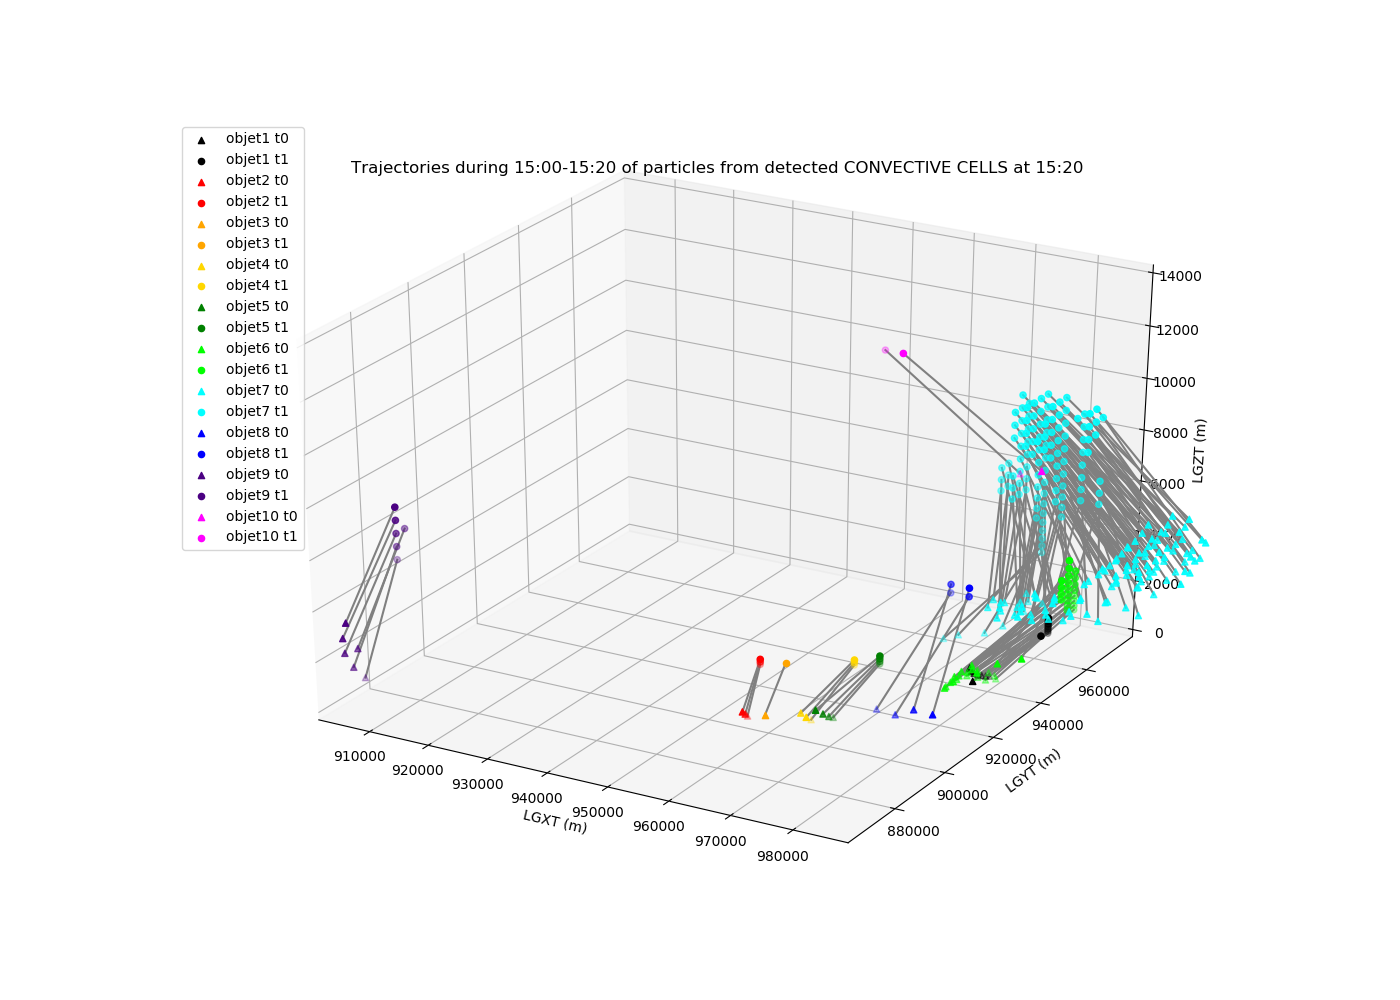 Trajectories during 15:00-15:20 of particles from detected CONVECTIVE CELLS at 15:20
objet1 t0
objet1 t1
objet2 t0
objet2 t1
objet3 t0
objet3 t1
objet4 t0
objet4 t1
objet5 t0
objet5 t1
objet6 t0
objet6 t1
objet7 t0
objet7 t1
objet8 t0
objet8 t1
objet9 t0
objet9 t1
objet10 t0
objet10 t1
14000
12000
10000
8000
6000
2000
0
LGZT (m)
960000
940000
920000
900000
880000
LGYT (m)
910000
920000
930000
940000
950000
960000
970000
980000
LGXT (m)